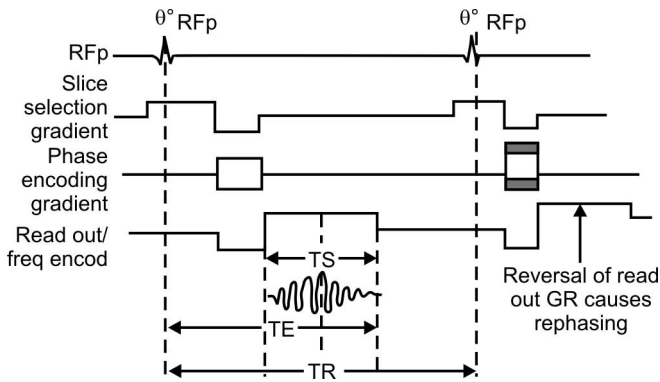 θ° RFp
θ° RFp
RFp
Slice
selection
gradient
Phase
encoding
gradient
Read out/
freq encod
TS
TE
TR
Reversal of read
out GR causes
rephasing